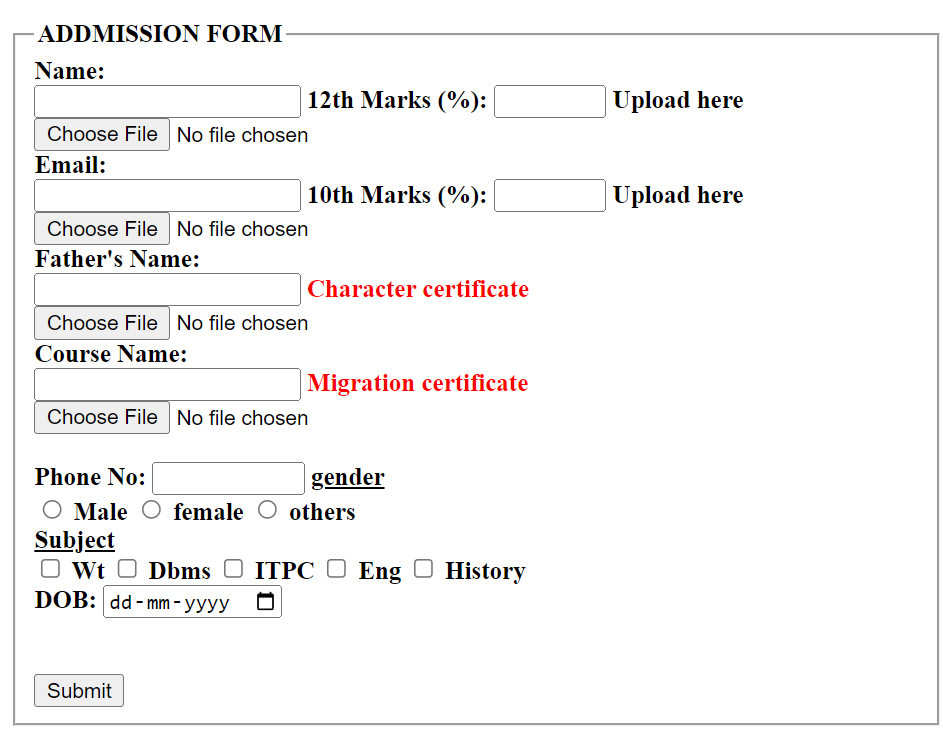 ADDMISSION FORM
Name:
12th Marks (%): Upload here
Choose File No file chosen
Email:
10th Marks (%): Upload here
Choose File No file chosen
Father's Name:
Character certificate
Choose File No file chosen
Course Name:
Migration certificate
Choose File No file chosen
Phone No: gender
Male female others
Subject
Wt Dbms ITPC Eng History
DOB: dd-mm-yyyy
Submit